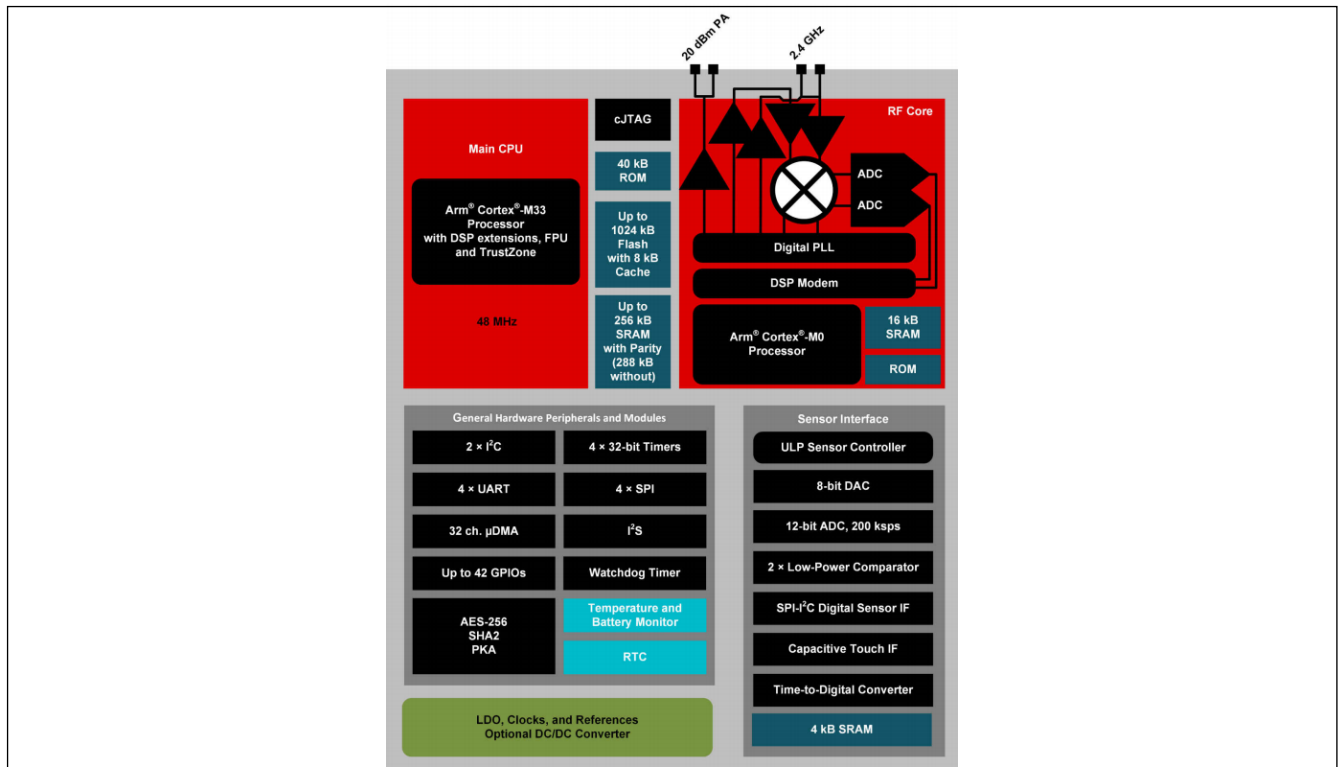 20 dBm PA
2.4 GHz
Main CPU
Arm® Cortex®-M33
Processor
with DSP extensions, FPU
and TrustZone
48 MHz
cJTAG
40 kB
ROM
Up to
1024 kB
Flash
with 8 kB
Cache
Up to
256 kB
SRAM
with Parity
(288 kB
without)
RF Core
ADC
ADC
Digital PLL
DSP Modem
Arm® Cortex®-M0
Processor
16 kB
SRAM
ROM
General Hardware Peripherals and Modules
2 × I²C
4 × 32-bit Timers
4 × UART
4 × SPI
32 ch. µDMA
I²S
Up to 42 GPIOs
Watchdog Timer
AES-256
SHA2
PKA
Temperature and
Battery Monitor
RTC
LDO, Clocks, and References
Optional DC/DC Converter
Sensor Interface
ULP Sensor Controller
8-bit DAC
12-bit ADC, 200 ksps
2 × Low-Power Comparator
SPI-I²C Digital Sensor IF
Capacitive Touch IF
Time-to-Digital Converter
4 kB SRAM